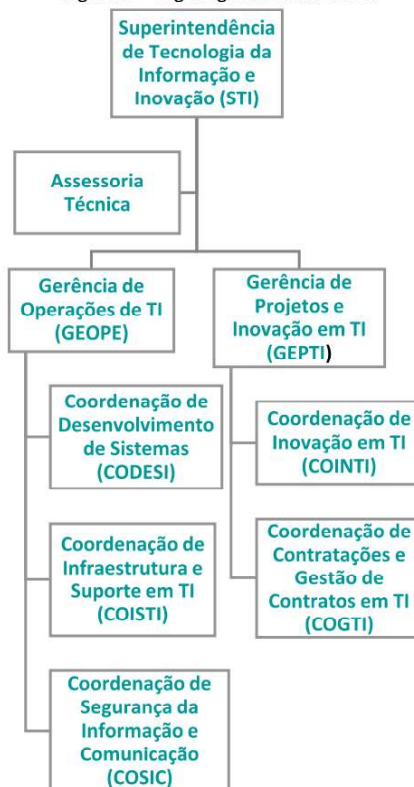 Superintendência
de Tecnologia da
Informação e
Inovação (STI)
Assessoria
Técnica
Gerência de
Operações de TI
(GEOPE)
Gerência de
Projetos e
Inovação em TI
(GEPTI)
Coordenação de
Desenvolvimento
de Sistemas
(CODESI)
Coordenação de
Infraestrutura e
Suporte em TI
(COISTI)
Coordenação de
Segurança da
Informação e
Comunicação
(COSIC)
Coordenação de
Inovação em TI
(COINTI)
Coordenação de
Contratações e
Gestão de
Contratos em TI
(COGTI)